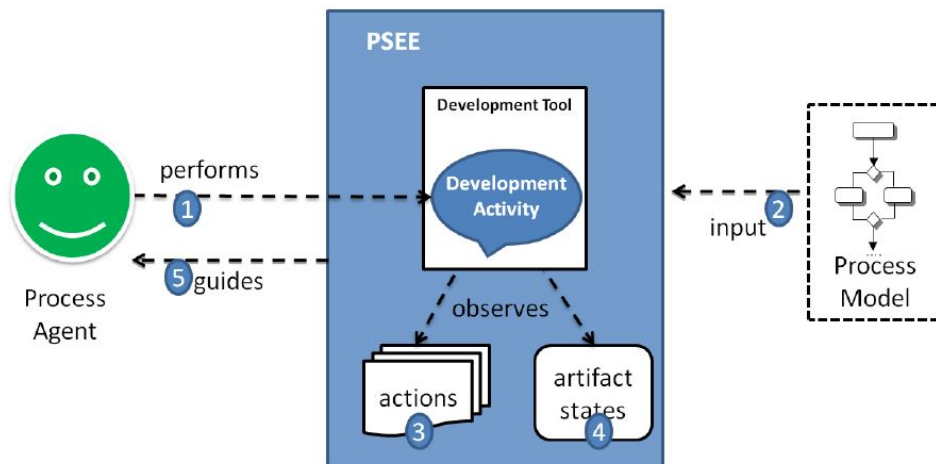 PSEE
Development Tool
Development
Activity
performs
1
5 guides
Process
Agent
observes
actions
3
artifact
states
4
2
input
Process
Model
....